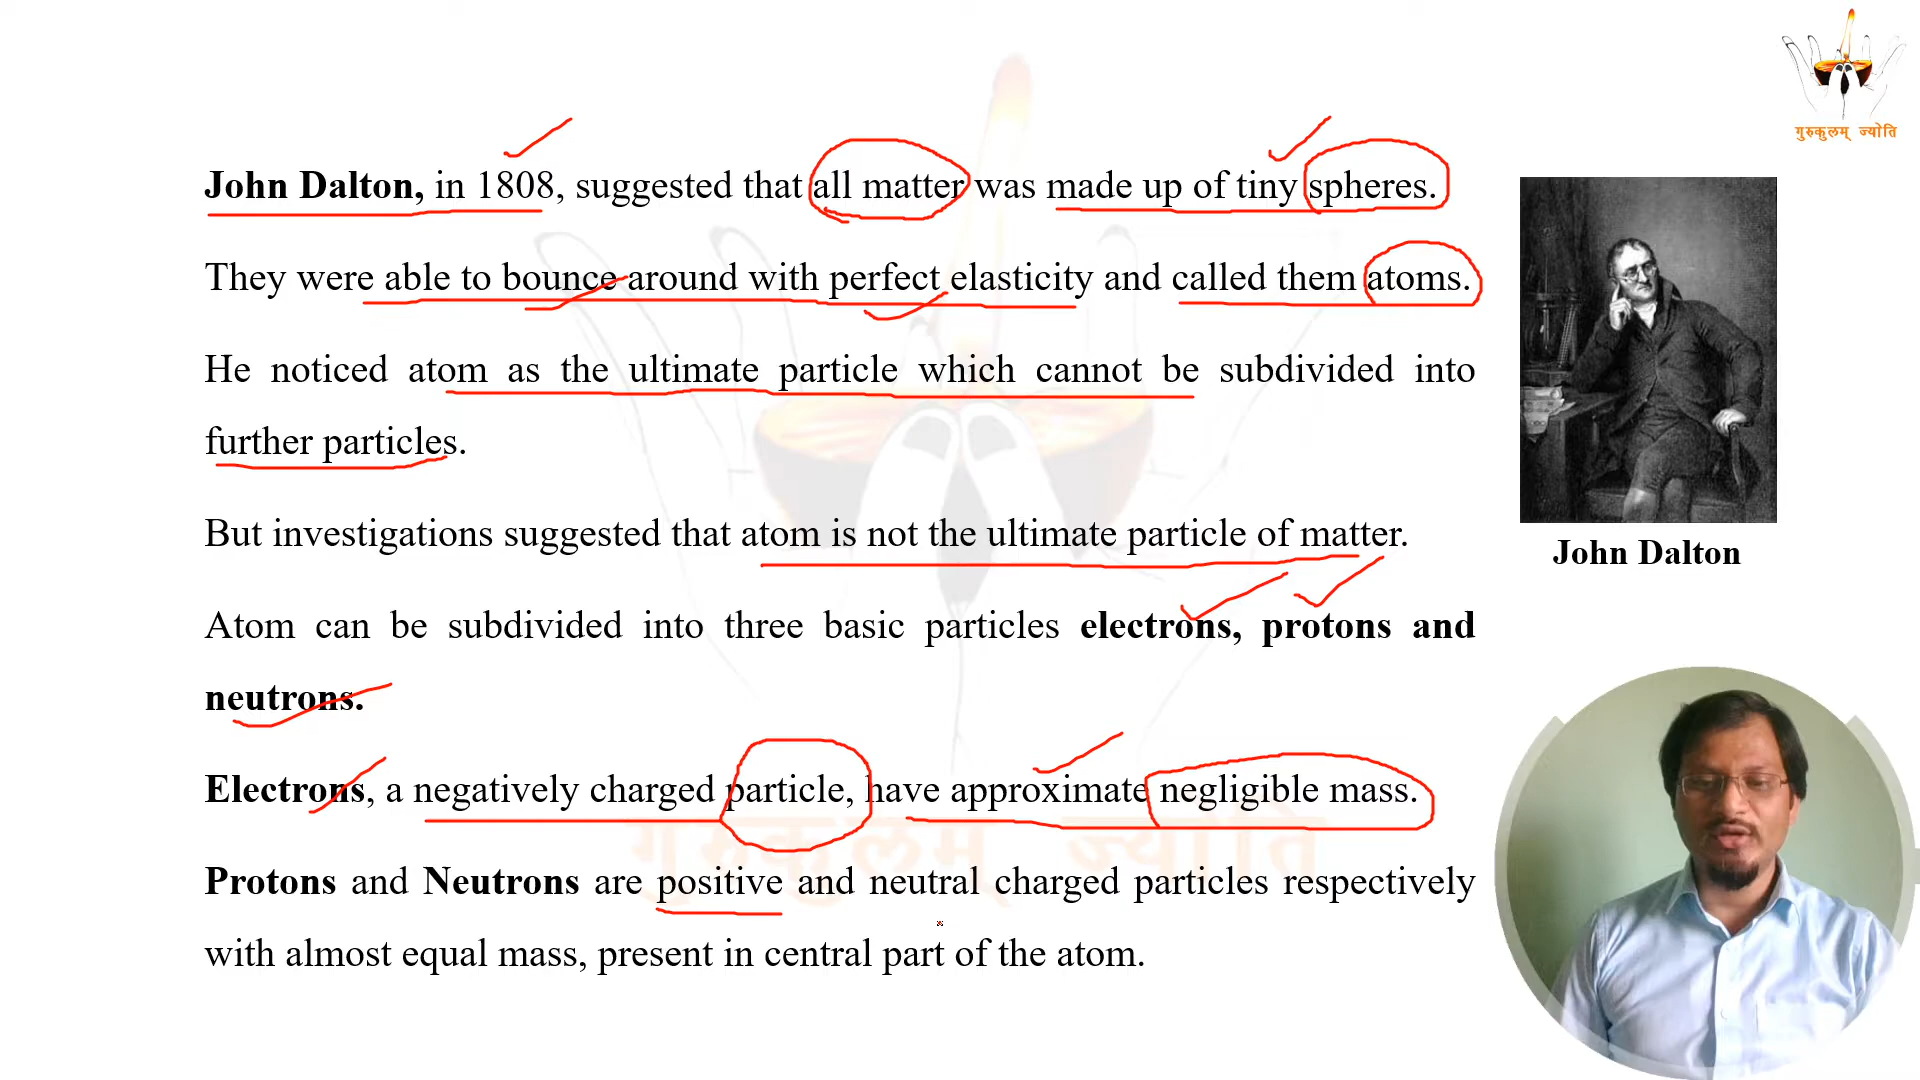 गुरुकुलम् ज्योति
John Dalton, in 1808, suggested that all matter was made up of tiny spheres.
They were able to bounce around with perfect elasticity and called them atoms.
He noticed atom as the ultimate particle which cannot be subdivided into
further particles.
But investigations suggested that atom is not the ultimate particle of matter.
John Dalton
Atom can be subdivided into three basic particles electrons, protons and
neutrons.
Electrons, a negatively charged particle, have approximate negligible mass.
गुरुकुलम् ज्योति
Protons and Neutrons are positive and neutral charged particles respectively
with almost equal mass, present in central part of the atom.